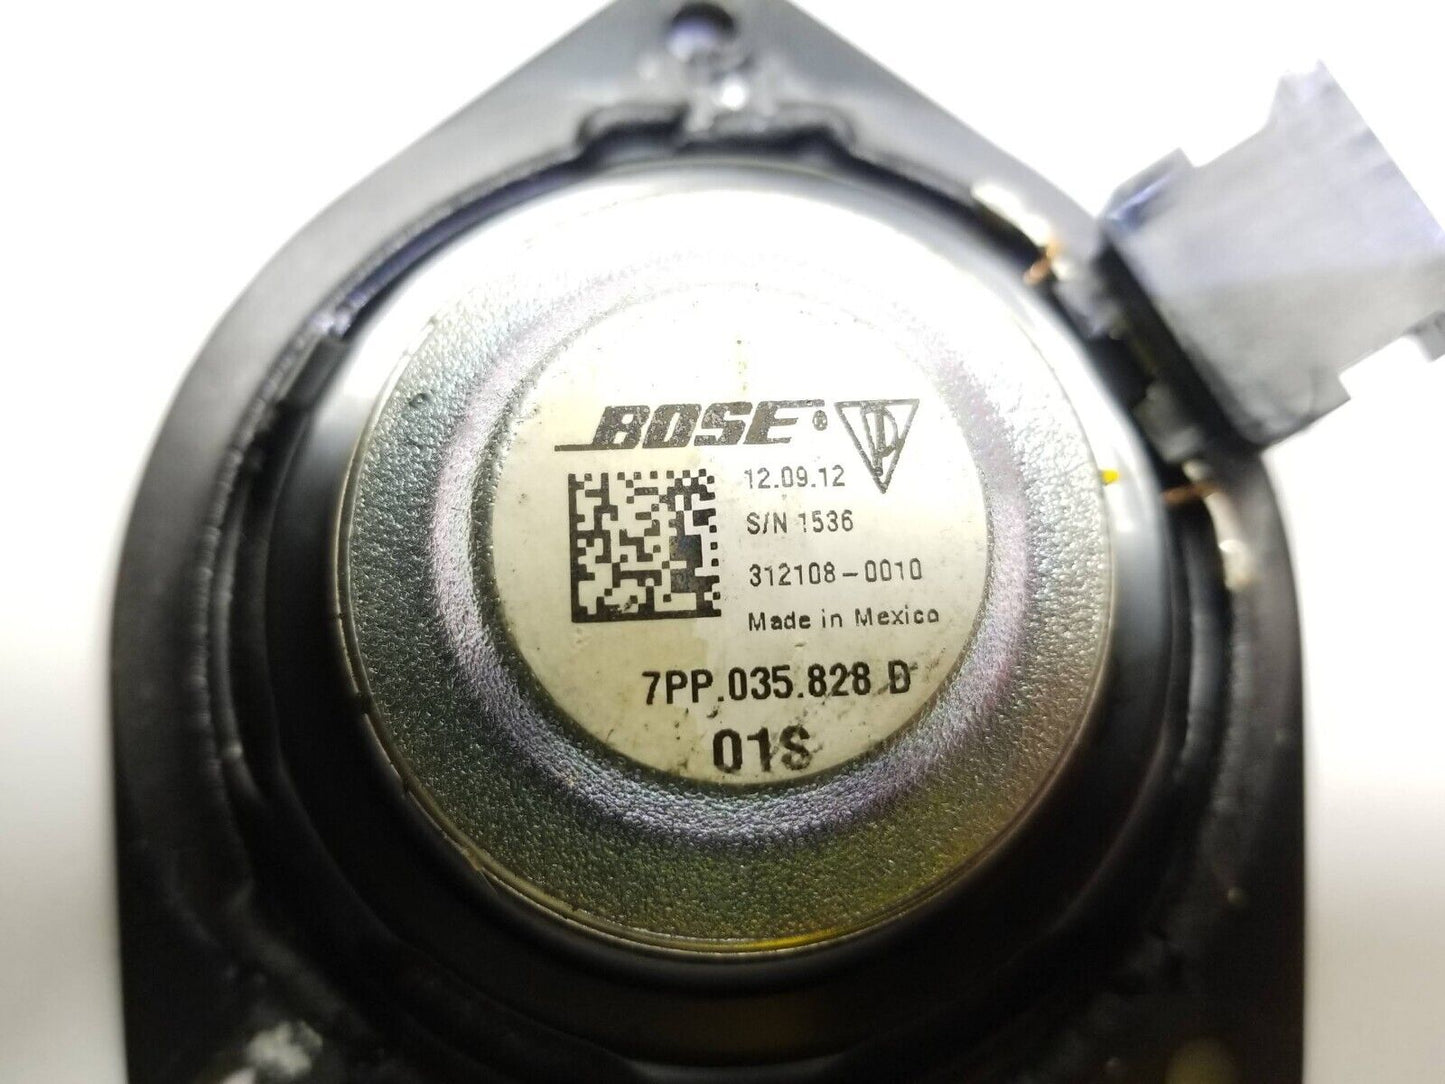 BOSE®
12.09.12
S/N 1536
312108-0010
Made in Mexico
7PP.035.828 D
01S